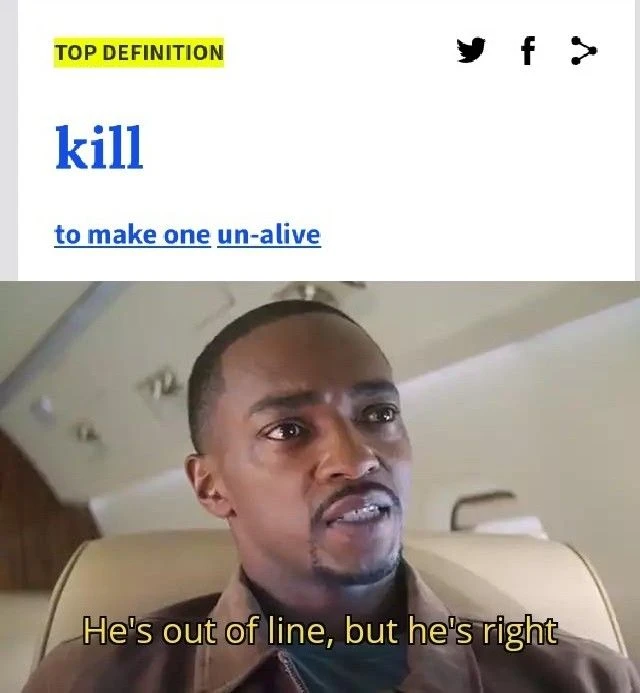 TOP DEFINITION
kill
to make one un-alive
He's out of line, but he's right